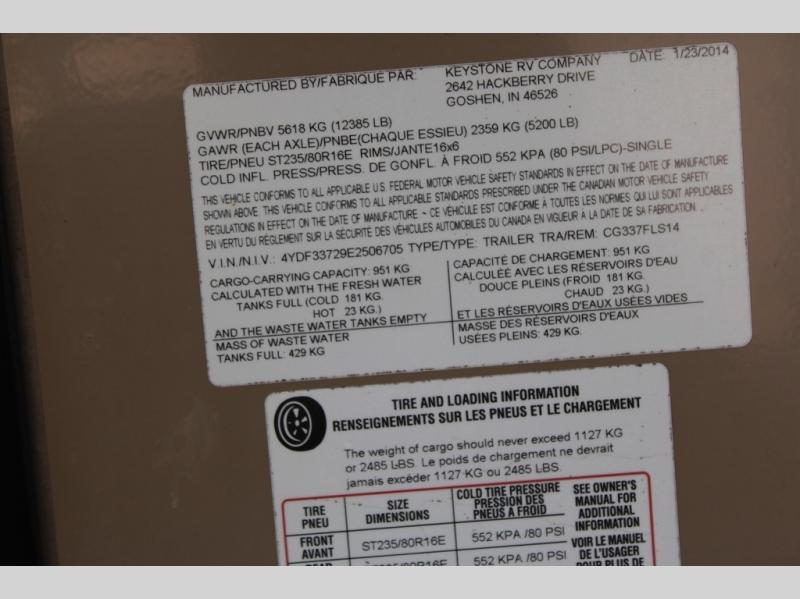 MANUFACTURED BY/FABRIQUÉ PAR: KEYSTONE RV COMPANY DATE: 1/23/2014
2642 HACKBERRY DRIVE
GOSHEN, IN 46526
GVWR/PNBV 5618 KG (12385 LB)
GAWR (EACH AXLE)/PNBE(CHAQUE ESSIEU) 2359 KG (5200 LB)
TIRE/PNEU ST235/80R16E RIMS/JANTE16x6
COLD INFL. PRESS/PRESS. DE GONFL. À FROID 552 KPA (80 PSI/LPC)-SINGLE
THIS VEHICLE CONFORMS TO ALL APPLICABLE U.S. FEDERAL MOTOR VEHICLE SAFETY STANDARDS IN EFFECT ON THE DATE OF MANUFACTURE
SHOWN ABOVE. THIS VEHICLE CONFORMS TO ALL APPLICABLE STANDARDS PRESCRIBED UNDER THE CANADIAN MOTOR VEHICLE SAFETY
REGULATIONS IN EFFECT ON THE DATE OF MANUFACTURE ~ CE VÉHICULE EST CONFORME À TOUTES LES NORMES QUI LUI SONT APPLICABLES
EN VERTU DU RÈGLEMENT SUR LA SÉCURITÉ DES VÉHICULES AUTOMOBILES DU CANADA EN VIGUEUR À LA DATE DE SA FABRICATION.
V.I.N./N.I.V.: 4YDF33729E2506705 TYPE/TYPE: TRAILER TRA/REM: CG337FLS14
CARGO-CARRYING CAPACITY: 951 KG
CALCULATED WITH THE FRESH WATER
TANKS FULL (COLD 181 KG.
HOT 23 KG.)
AND THE WASTE WATER TANKS EMPTY
MASS OF WASTE WATER
TANKS FULL: 429 KG
CAPACITÉ DE CHARGEMENT: 951 KG
CALCULÉE AVEC LES RÉSERVOIRS D'EAU
DOUCE PLEINS (FROID 181 KG.
CHAUD 23 KG.)
ET LES RÉSERVOIRS D'EAUX USÉES VIDES
MASSE DES RÉSERVOIRS D'EAUX
USÉES PLEINS: 429 KG.
TIRE AND LOADING INFORMATION
RENSEIGNEMENTS SUR LES PNEUS ET LE CHARGEMENT
The weight of cargo should never exceed 1127 KG
or 2485 LBS. Le poids de chargement ne devrait
jamais excéder 1127 KG ou 2485 LBS.
TIRE
PNEU
SIZE
DIMENSIONS
COLD TIRE PRESSURE
PRESSION DES
PNEUS A FROID
SEE OWNER'S
MANUAL FOR
ADDITIONAL
INFORMATION
FRONT
AVANT
ST235/80R16E
552 KPA /80 PSI
VOIR LE MANUEL
DE L'USAGER
POUR PLUS DE
552 KPA /80 PSI